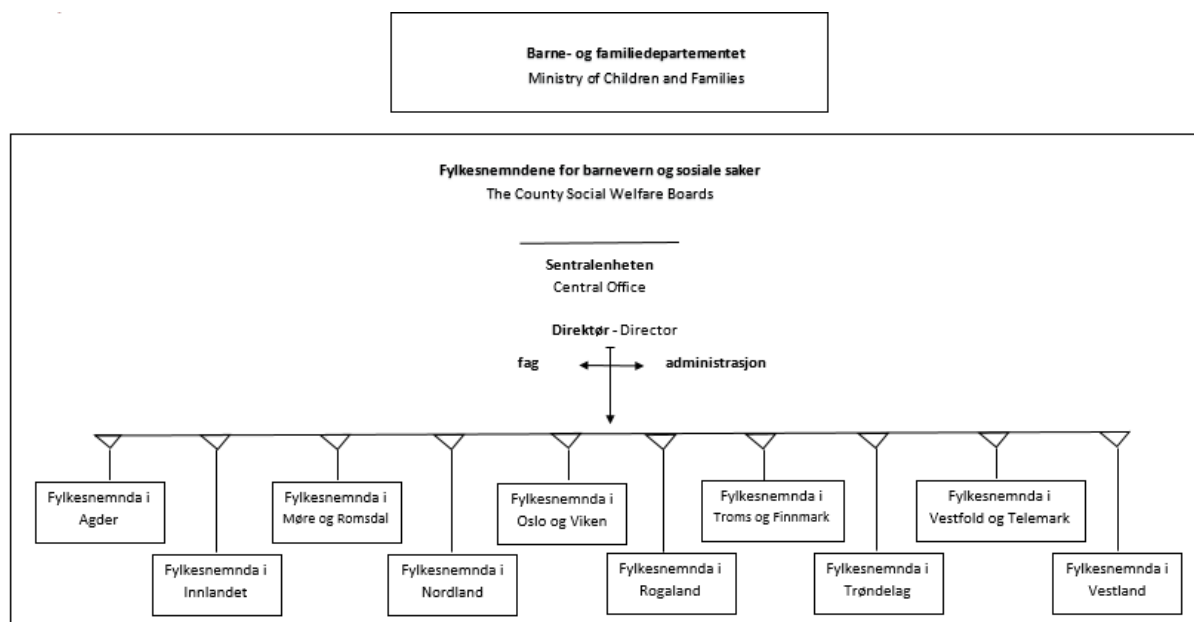 Barne- og familiedepartementet
Ministry of Children and Families
Fylkesnemndene for barnevern og sosiale saker
The County Social Welfare Boards
Sentralenheten
Central Office
Direktør - Director
fag
administrasjon
Fylkesnemnda i
Agder
Fylkesnemnda i
Møre og Romsdal
Fylkesnemnda i
Oslo og Viken
Fylkesnemnda i
Troms og Finnmark
Fylkesnemnda i
Vestfold og Telemark
Fylkesnemnda i
Innlandet
Fylkesnemnda i
Nordland
Fylkesnemnda i
Rogaland
Fylkesnemnda i
Trøndelag
Fylkesnemnda i
Vestland